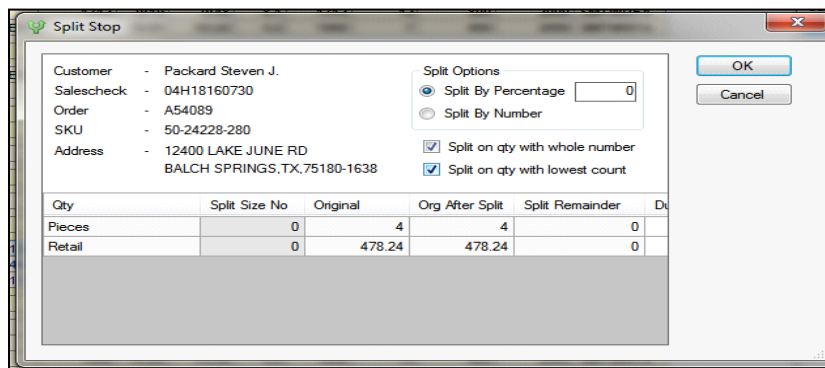 Split Stop
Customer - Packard Steven J.
Salescheck - 04H18160730
Order - A54089
SKU - 50-24228-280
Address - 12400 LAKE JUNE RD
BALCH SPRINGS,TX,75180-1638
Split Options
Split By Percentage 0
Split By Number
Split on qty with whole number
Split on qty with lowest count
OK
Cancel
Qty Split Size No Original Org After Split Split Remainder Du
Pieces 0 4 4 0
Retail 0 478.24 478.24 0